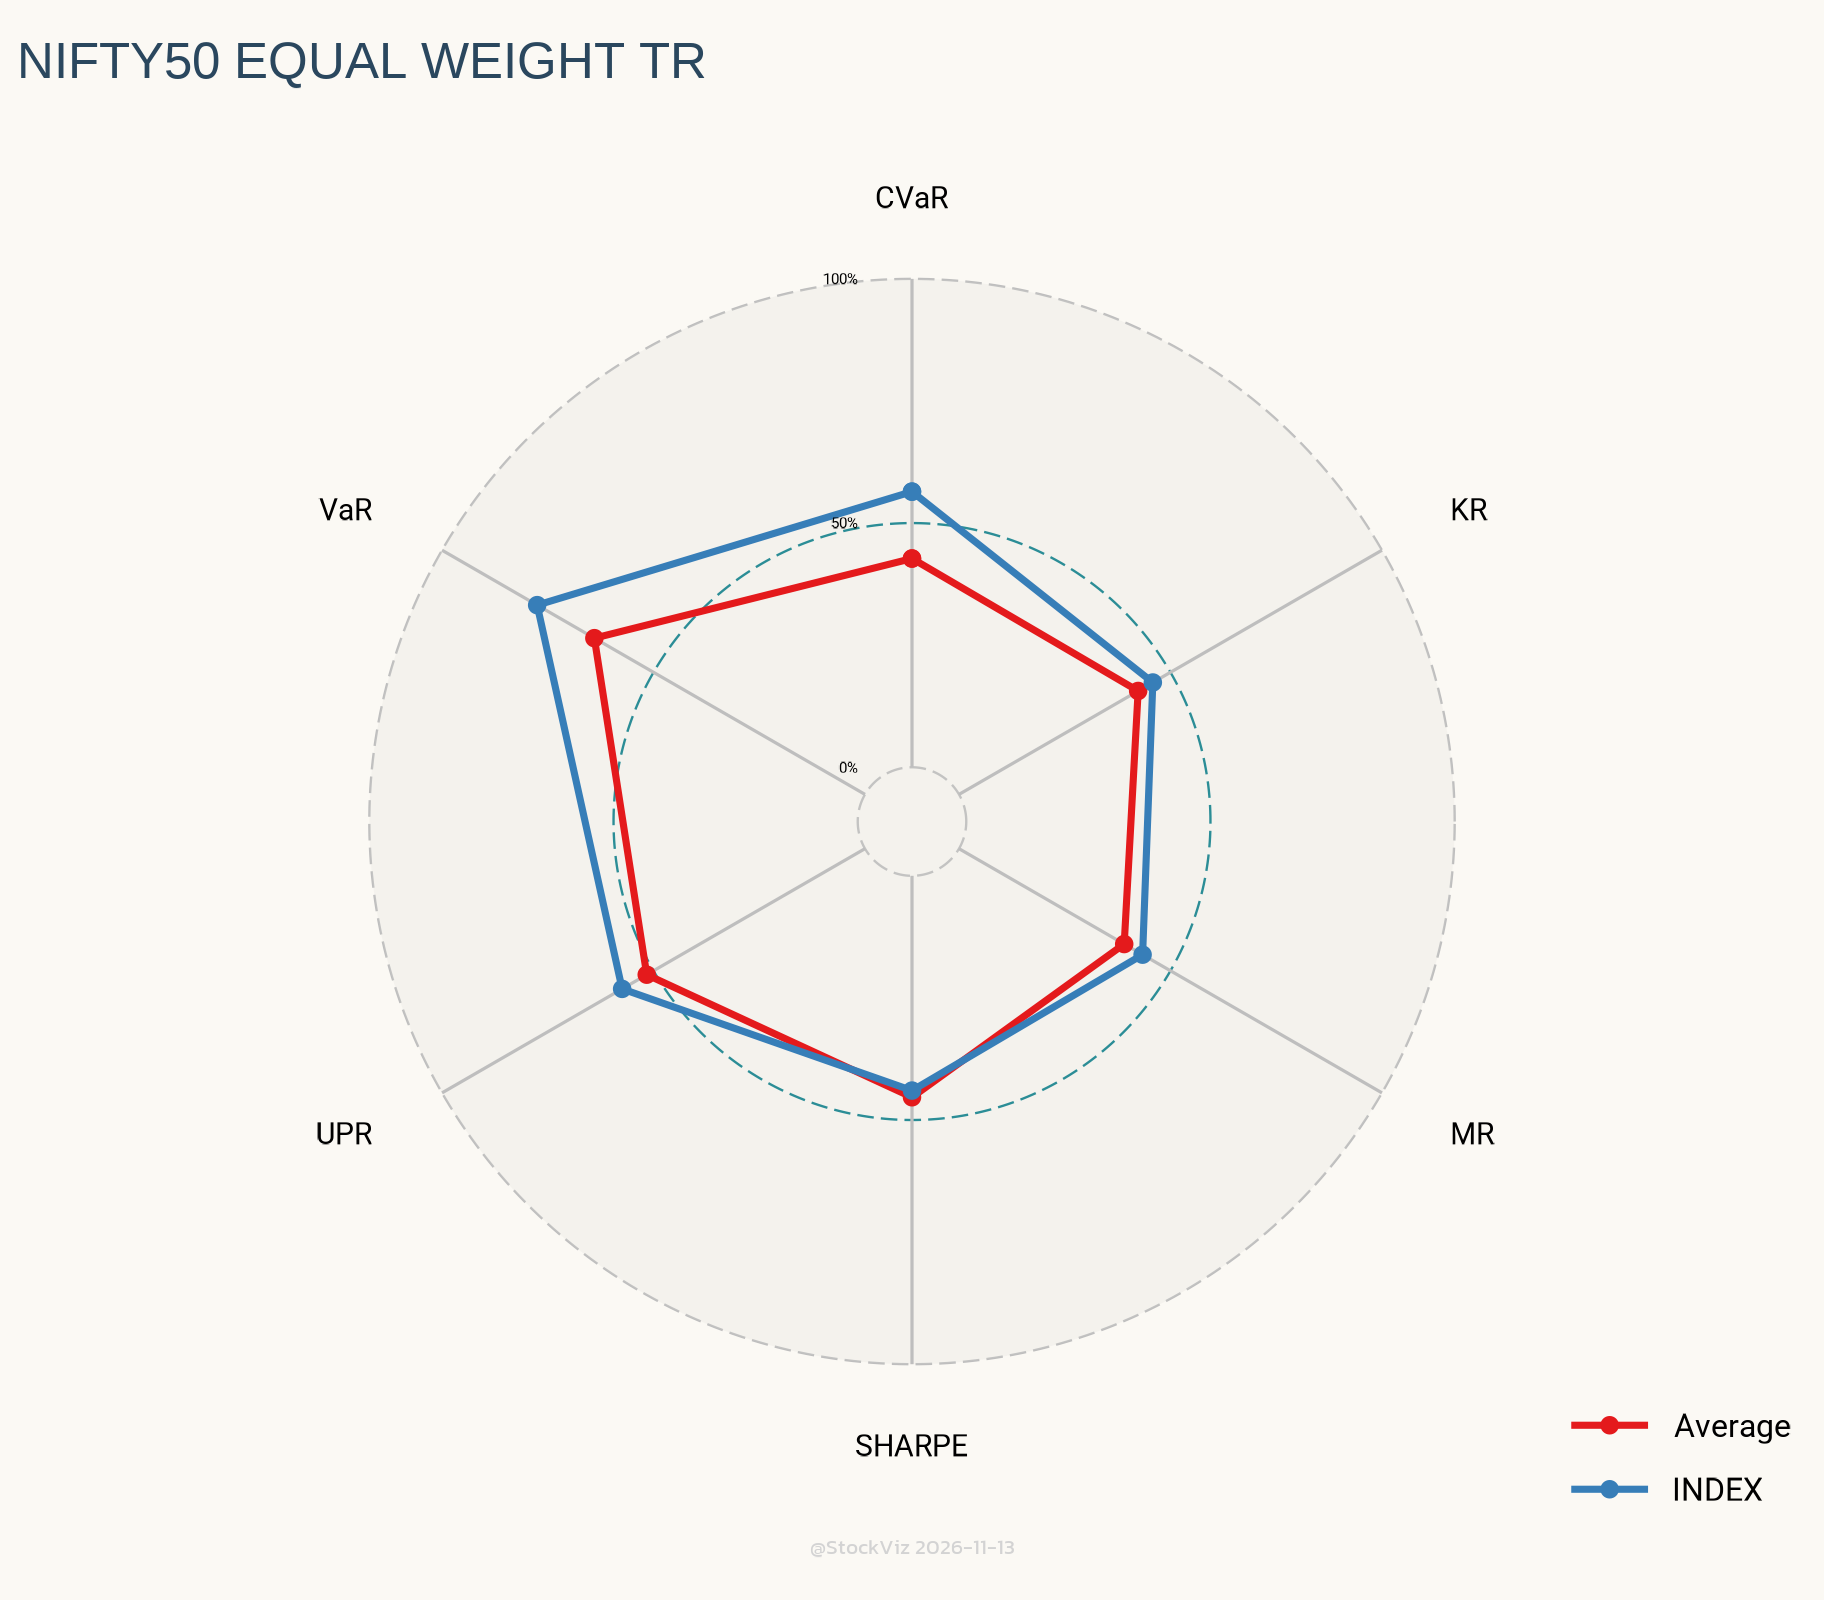 NIFTY50 EQUAL WEIGHT TR
CVaR
100%
VaR
KR
50%
0%
UPR
MR
SHARPE
Average
INDEX
@StockViz 2026-11-13